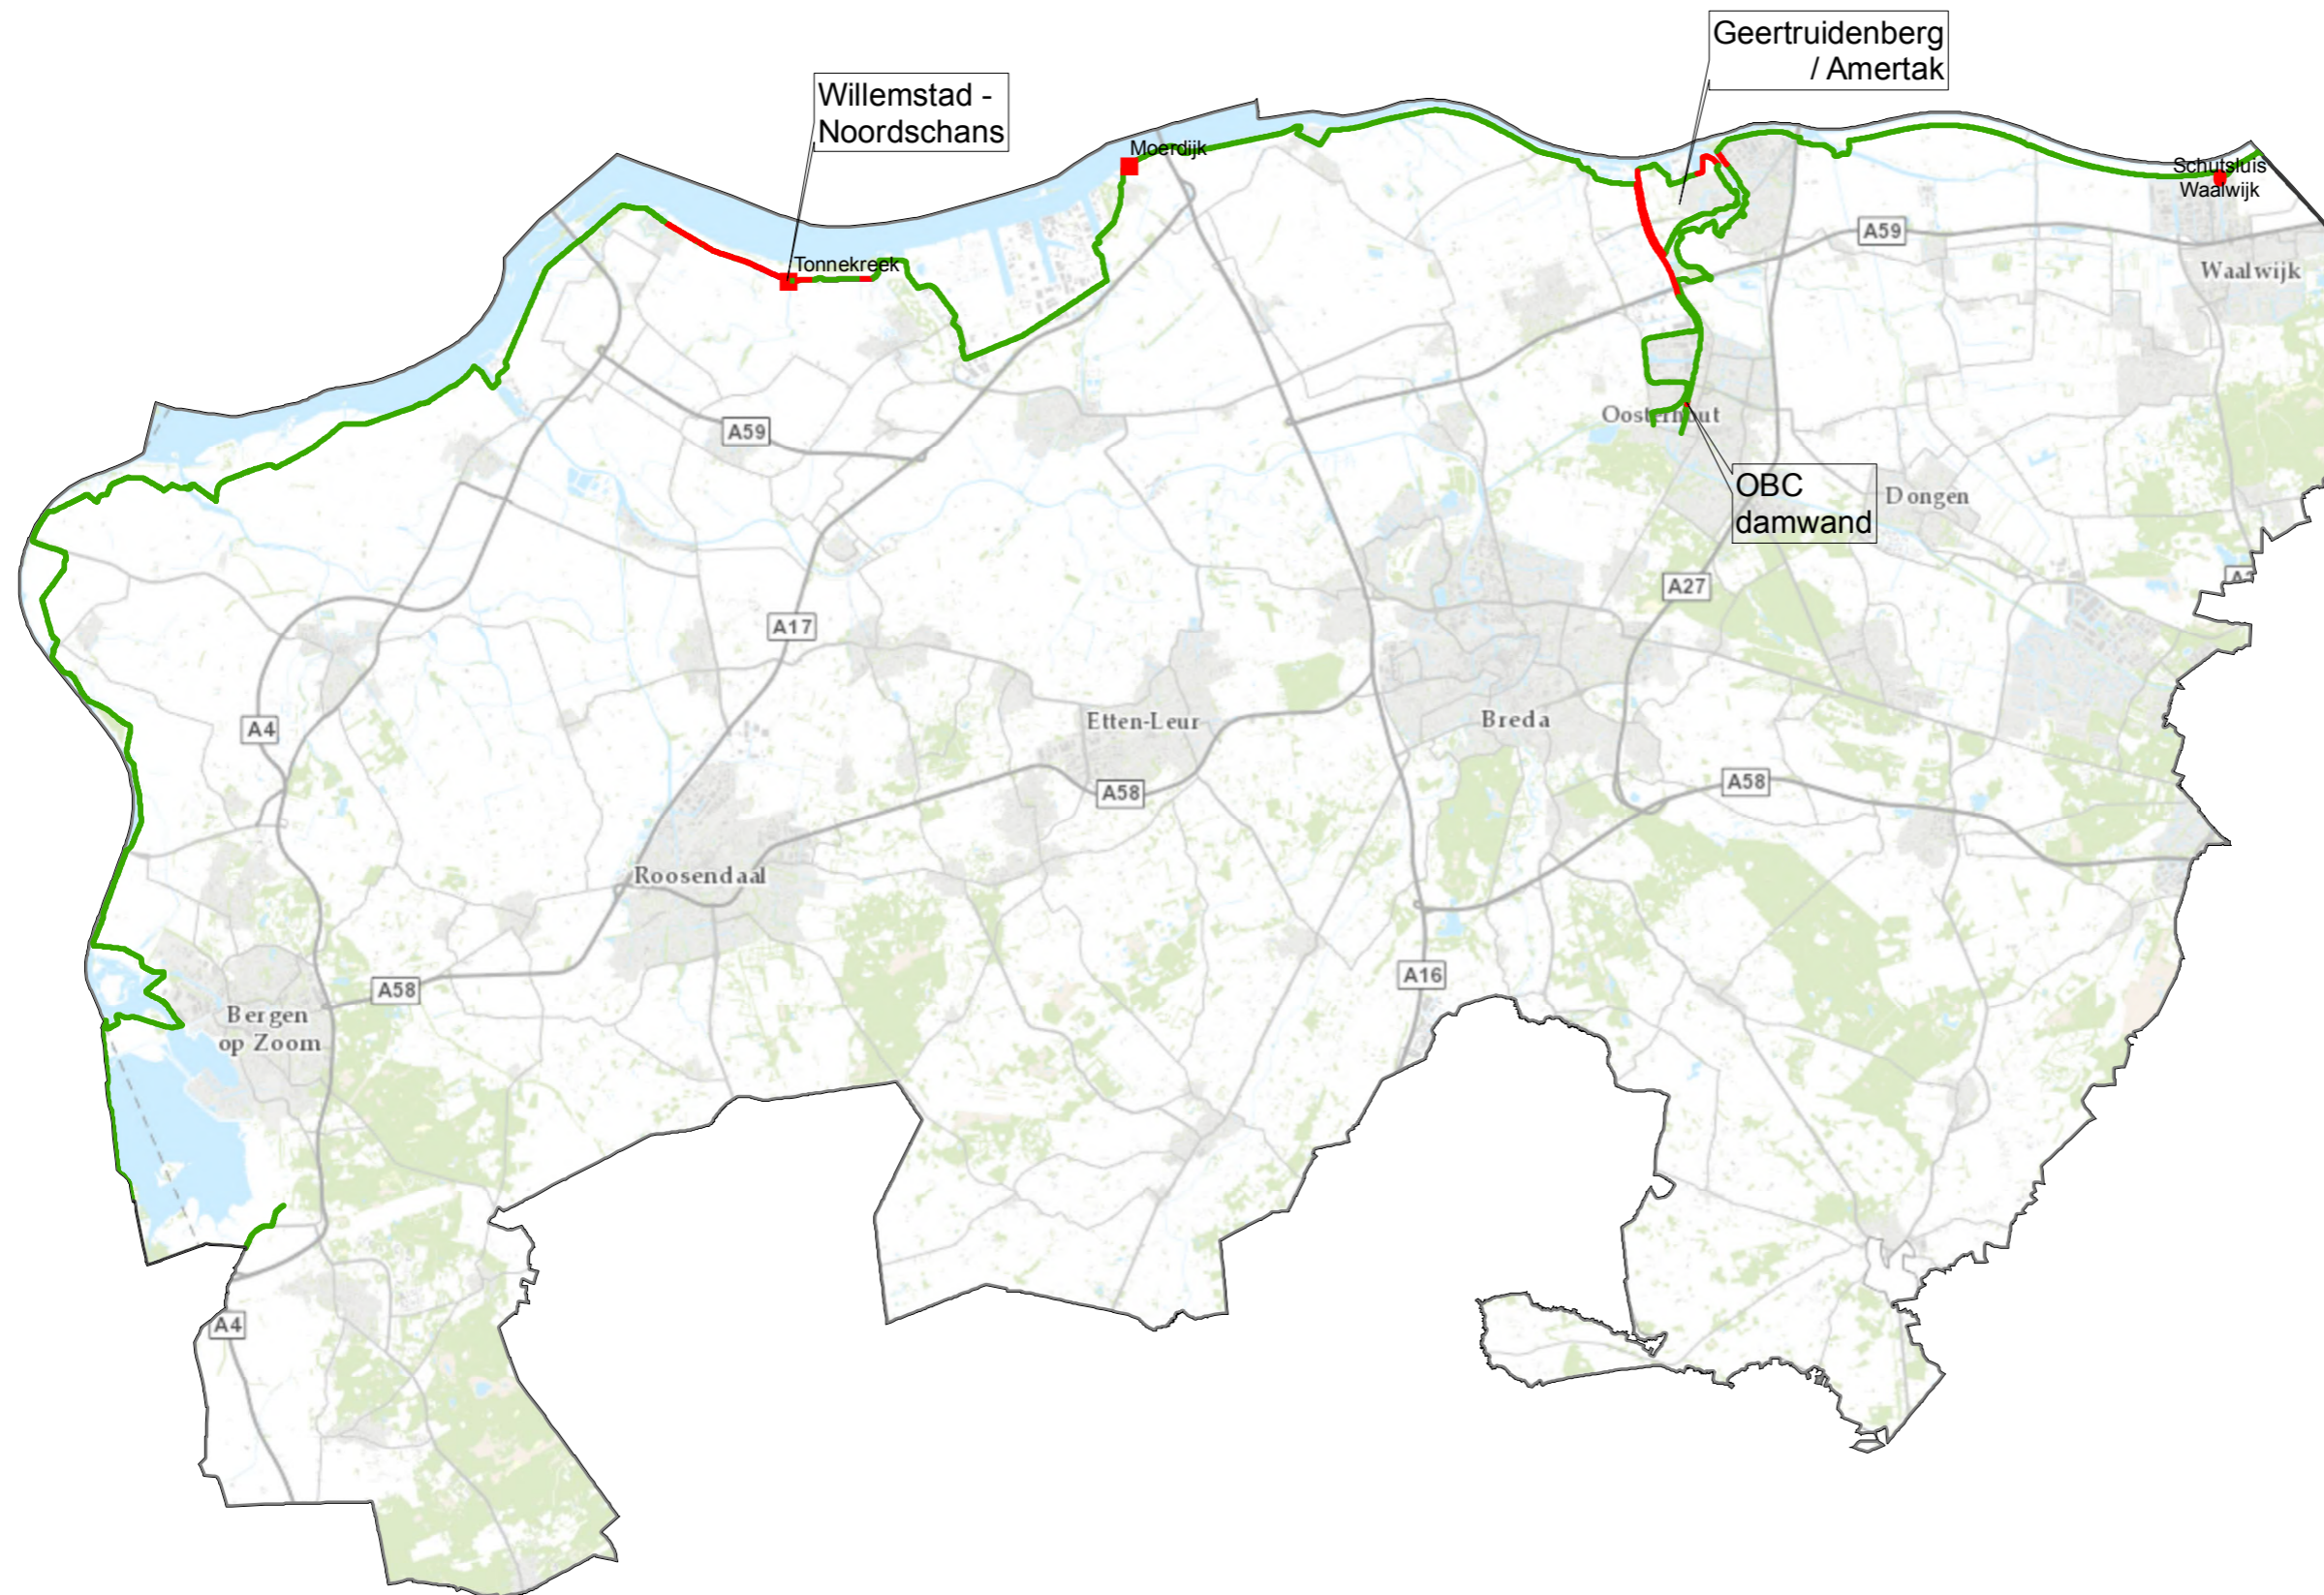 Geertruidenberg
/ Amertak
Willemstad -
Noordschans
Moerdijk
Schutsluis
Waalwijk
A59
Waalwijk
Tonnekreek
A59
Oosterhout
OBC
damwand
Dongen
A27
A17
A4
Etten-Leur
Breda
A58
A58
Roosendaal
A16
A58
Bergen
op Zoom
A4